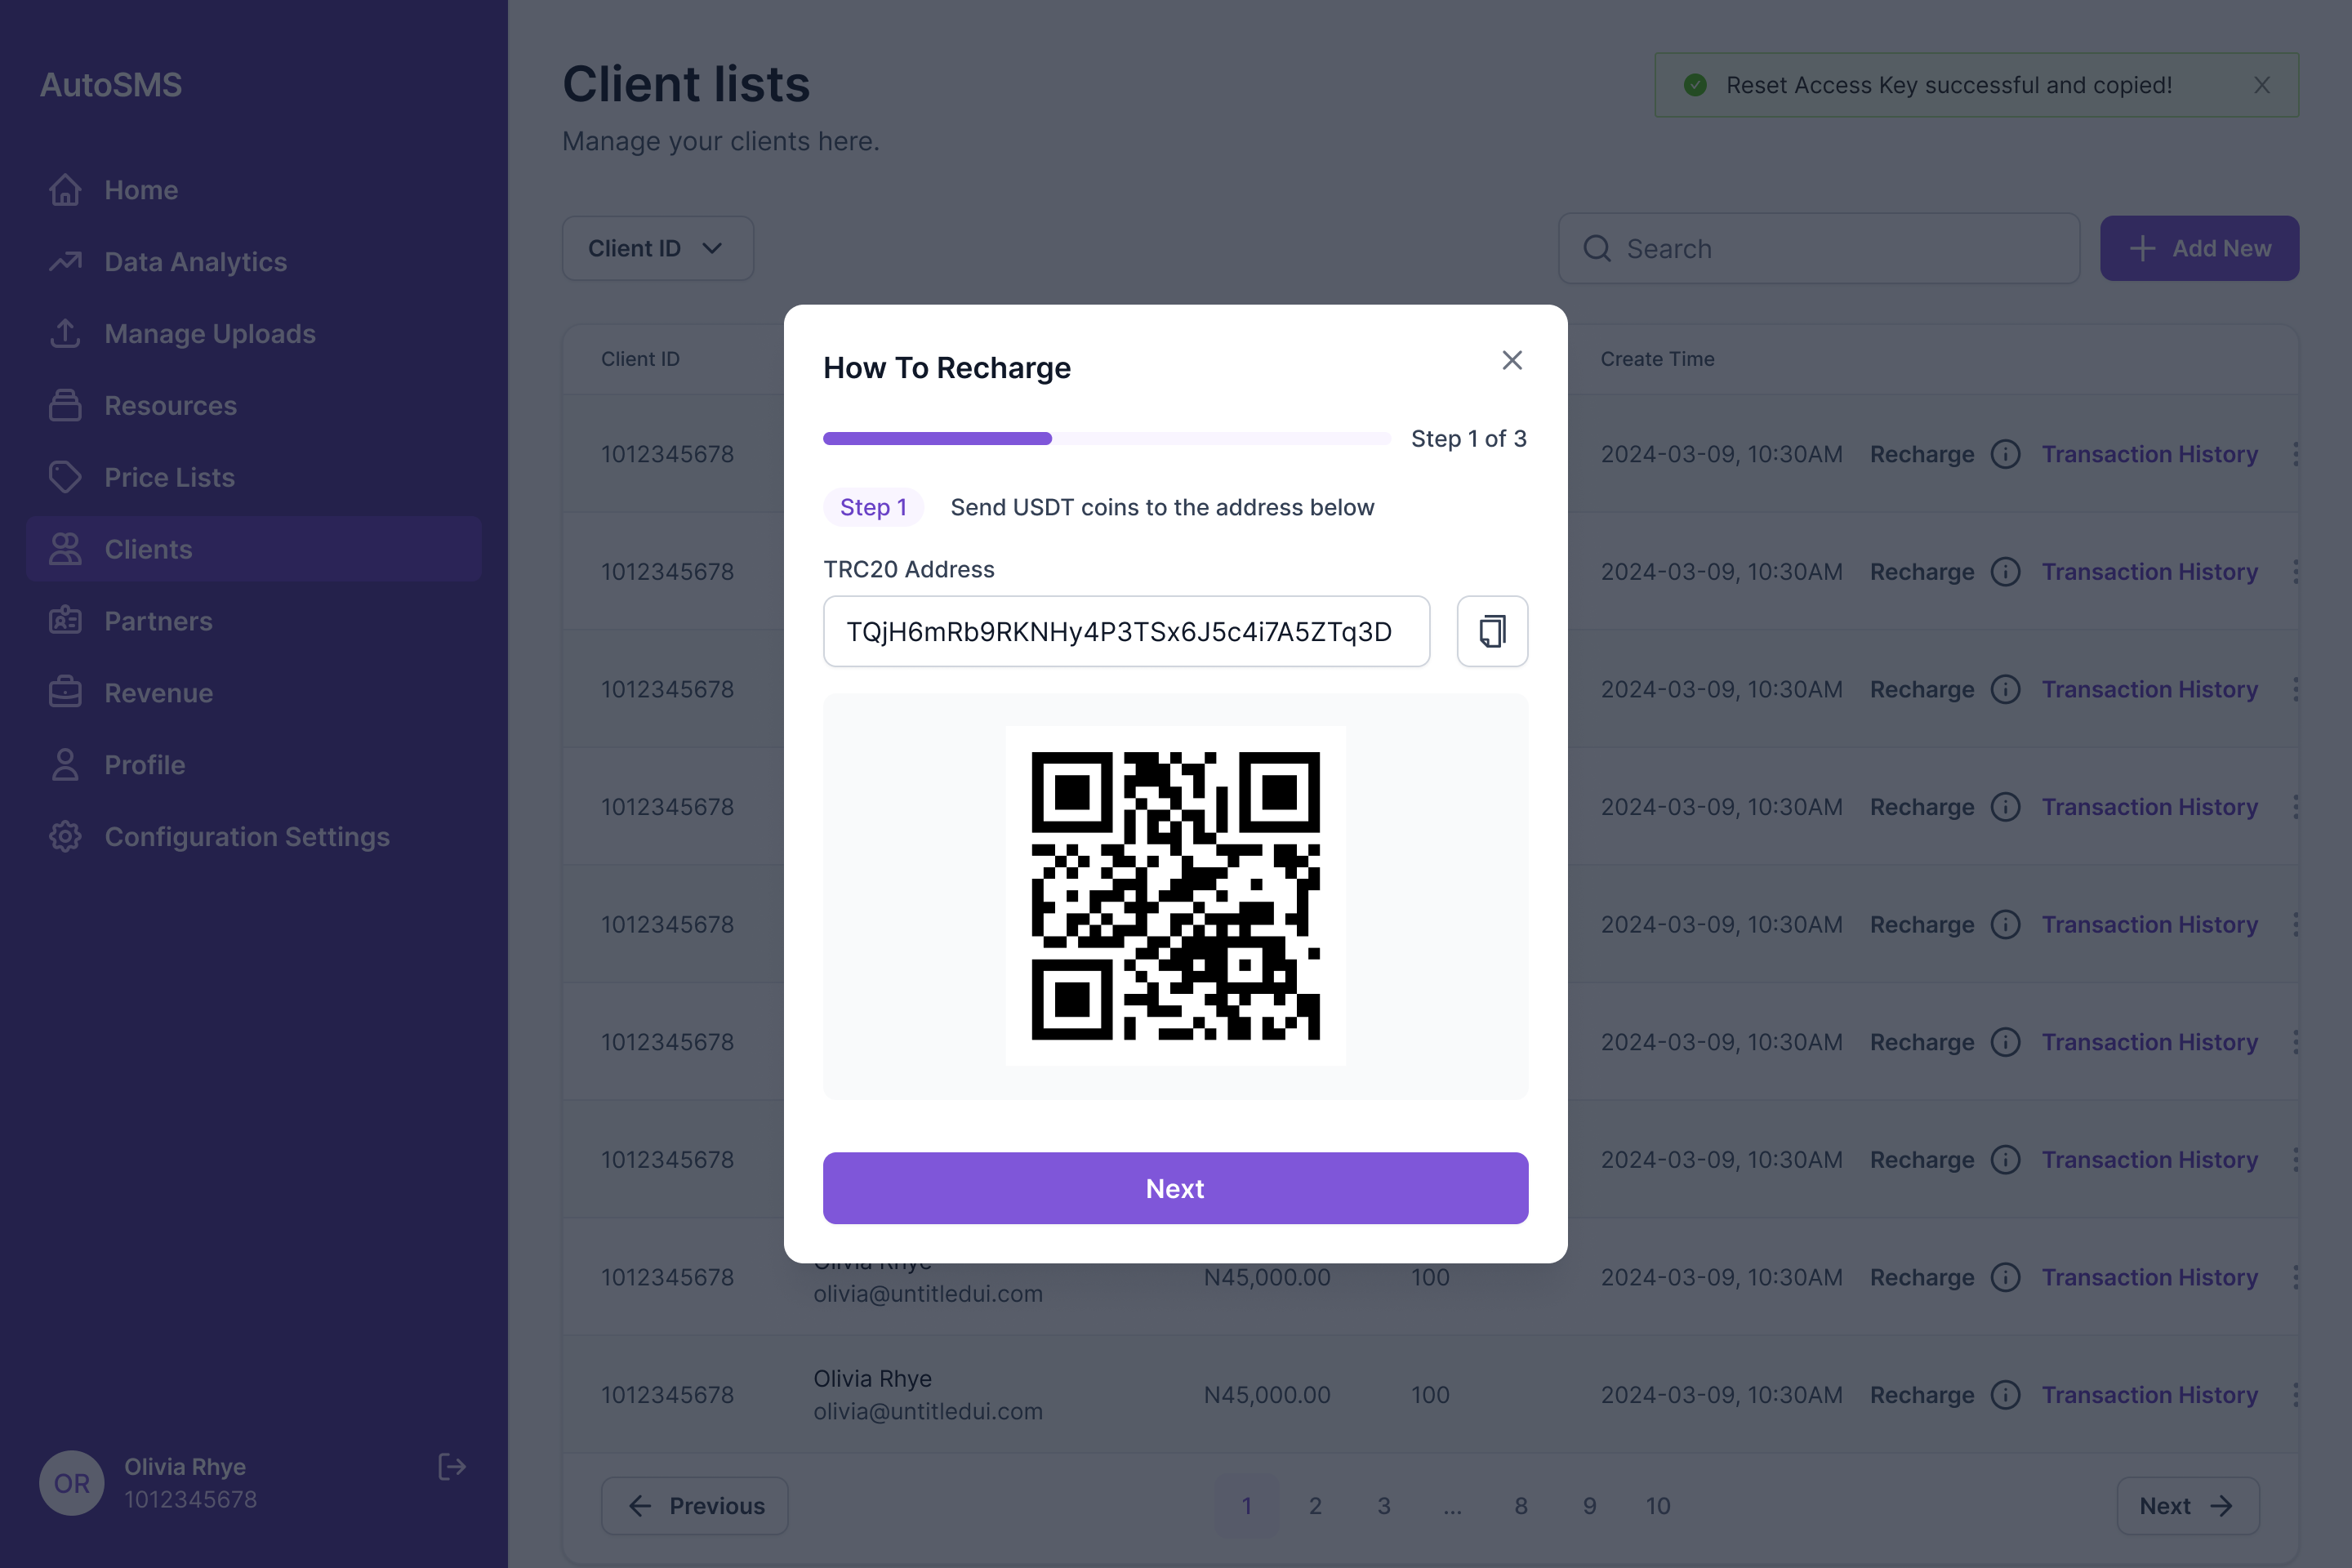 AutoSMS
Home
Data Analytics
Manage Uploads
Resources
Price Lists
Clients
Partners
Revenue
Profile
Configuration Settings
OR
Olivia Rhye
1012345678
Client lists
Manage your clients here.
Reset Access Key successful and copied!
Client ID
Search
Add New
Client ID
Create Time
1012345678
2024-03-09, 10:30AM Recharge Transaction History
1012345678
2024-03-09, 10:30AM Recharge Transaction History
1012345678
2024-03-09, 10:30AM Recharge Transaction History
1012345678
2024-03-09, 10:30AM Recharge Transaction History
1012345678
2024-03-09, 10:30AM Recharge Transaction History
1012345678
2024-03-09, 10:30AM Recharge Transaction History
1012345678
2024-03-09, 10:30AM Recharge Transaction History
1012345678
Olivia Rhye
olivia@untitledui.com
N45,000.00
100
2024-03-09, 10:30AM Recharge Transaction History
1012345678
Olivia Rhye
olivia@untitledui.com
N45,000.00
100
2024-03-09, 10:30AM Recharge Transaction History
Previous
1 2 3 ... 8 9 10
Next
How To Recharge
Step 1 of 3
Step 1 Send USDT coins to the address below
TRC20 Address
TQjH6mRb9RKNHy4P3TSx6J5c4i7A5ZTq3D
Next